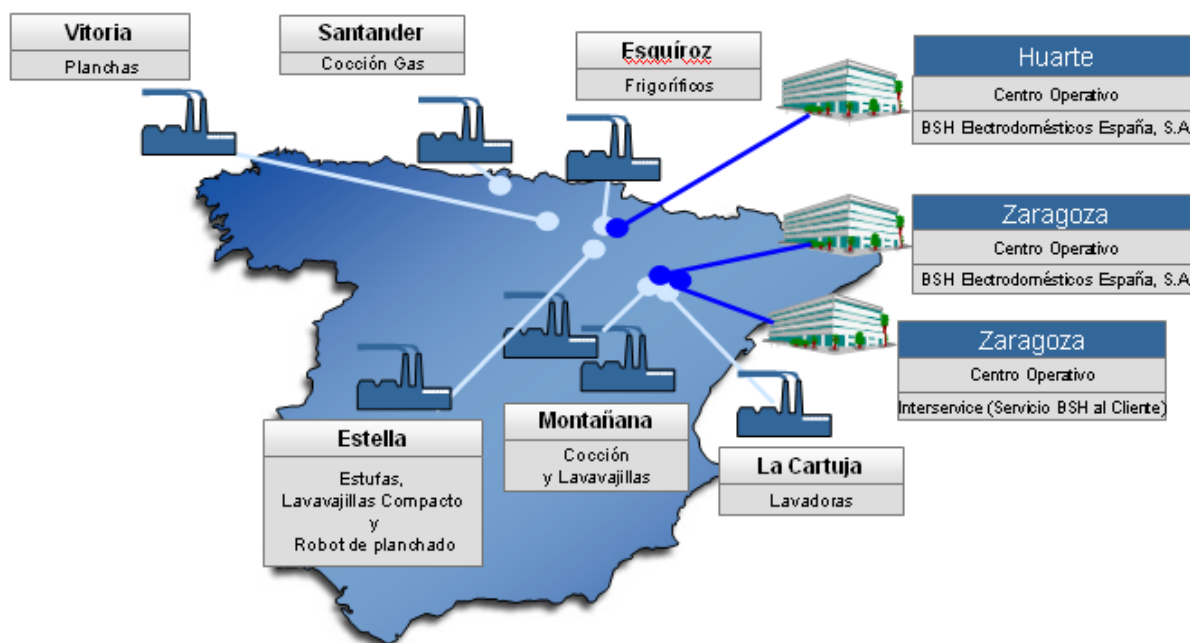 Vitoria
Planchas
Santander
Cocción Gas
Esquíroz
Frigoríficos
Huarte
Centro Operativo
BSH Electrodomésticos España, S.A
Zaragoza
Centro Operativo
BSH Electrodomésticos España, S.A
Zaragoza
Centro Operativo
Interservice (Servicio BSH al Cliente)
Estella
Estufas,
Lavavajillas Compacto
y
Robot de planchado
Montañana
Cocción
y Lavavajillas
La Cartuja
Lavadoras